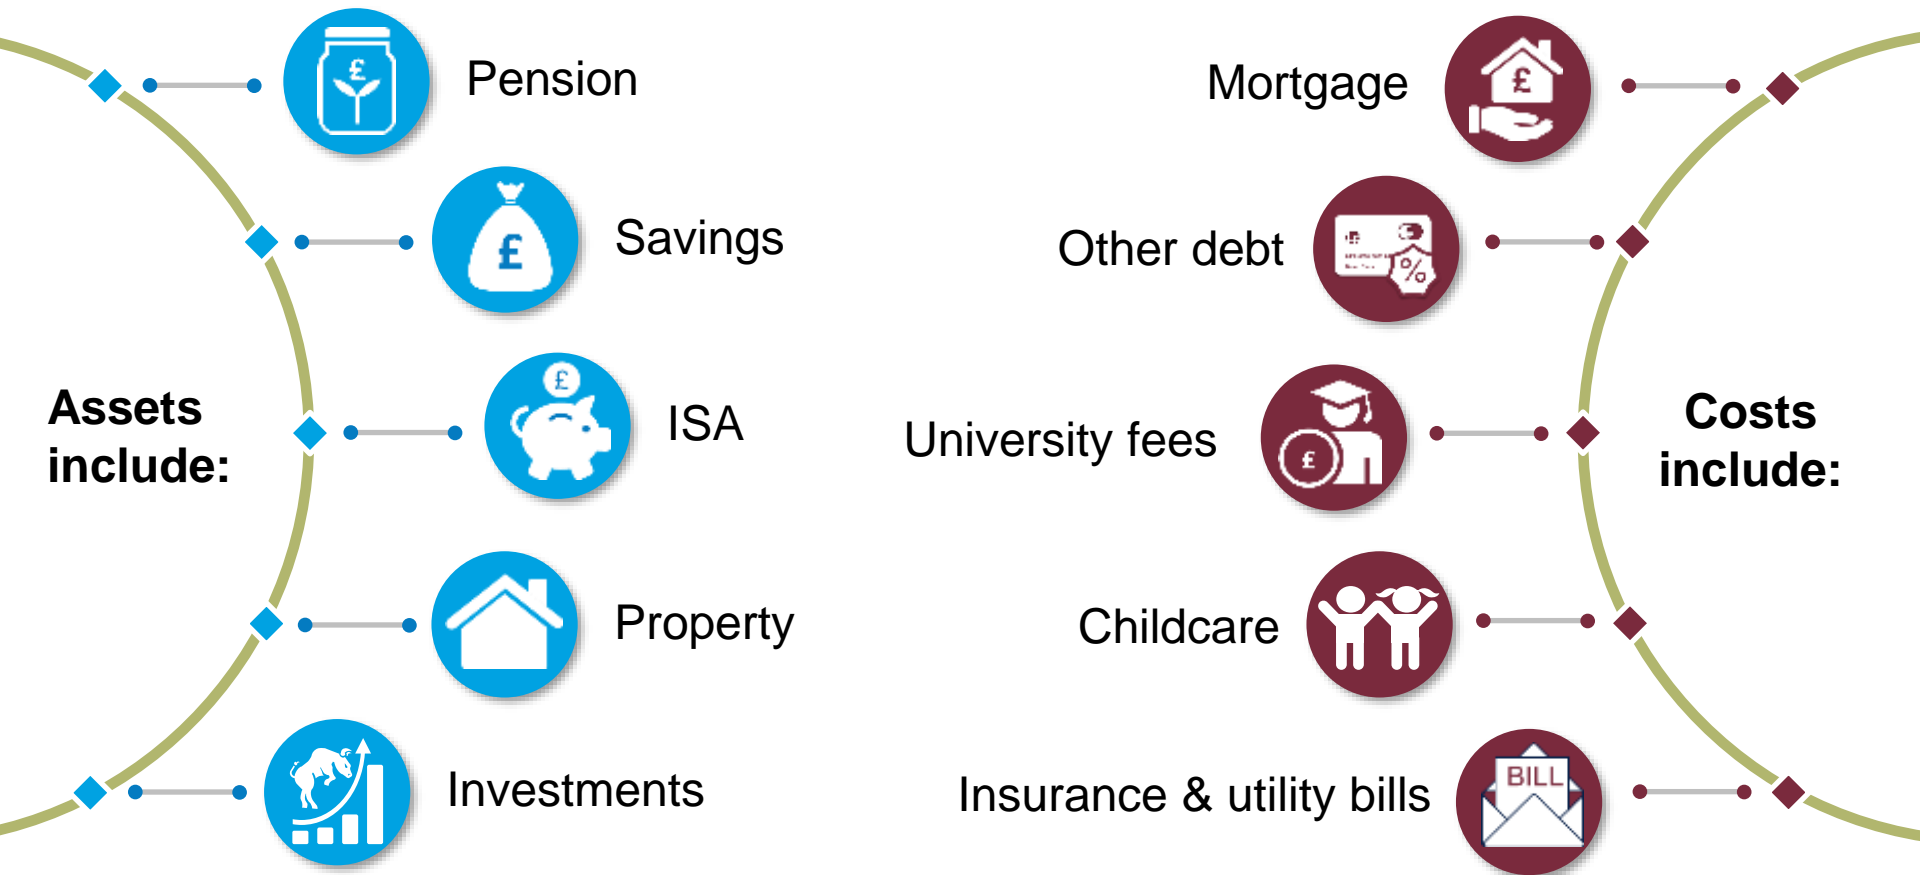 Assets
include:
£
Pension
£
Savings
£
ISA
Property
Investments
Costs
include:
Mortgage
£
Other debt
%
University fees
£
Childcare
Insurance & utility bills
BILL